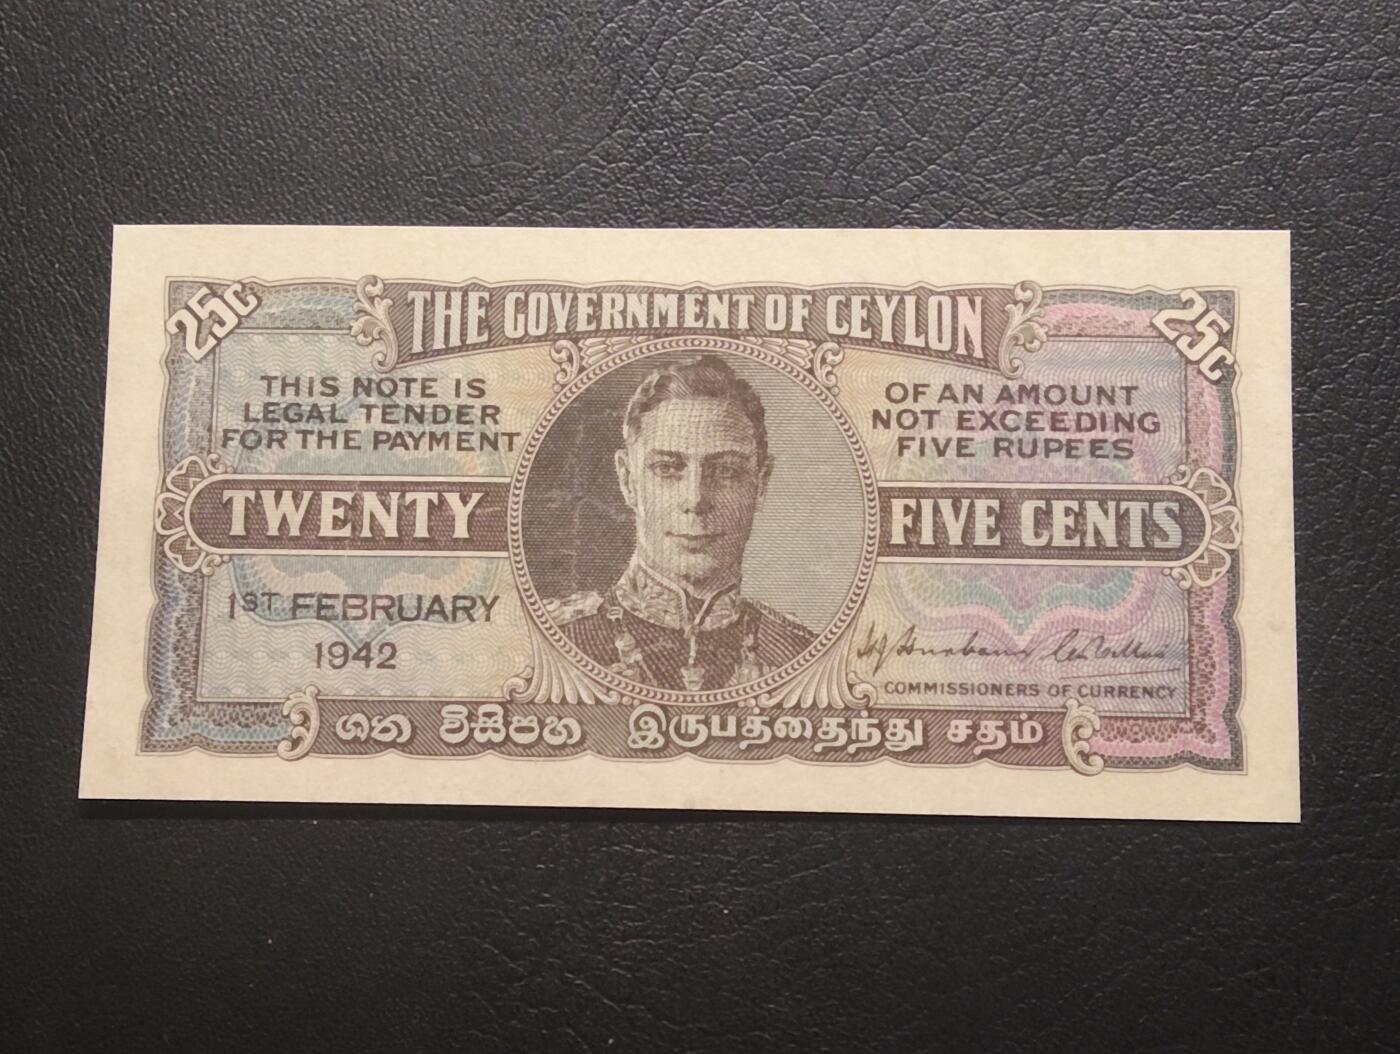 25c
THE GOVERNMENT OF CEYLON
25c
THIS NOTE IS
LEGAL TENDER
FOR THE PAYMENT
OF AN AMOUNT
NOT EXCEEDING
FIVE RUPEES
TWENTY
FIVE CENTS
1ST FEBRUARY
1942
COMMISSIONERS OF CURRENCY
ශත විසිපහ
இருபத்தைந்து சதம்